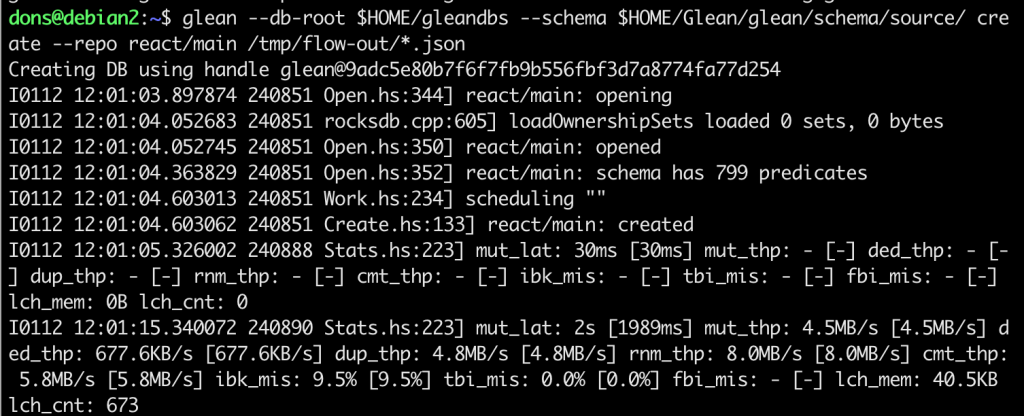 dons@debian2:~$ glean --db-root $HOME/gleandbs --schema $HOME/Glean/glean/schema/source/ cre
ate --repo react/main /tmp/flow-out/*.json
Creating DB using handle glean@9adc5e80b7f6f7fb9b556fbf3d7a8774fa77d254
I0112 12:01:03.897874 240851 Open.hs:344] react/main: opening
I0112 12:01:04.052683 240851 rocksdb.cpp:605] loadOwnershipSets loaded 0 sets, 0 bytes
I0112 12:01:04.052745 240851 Open.hs:350] react/main: opened
I0112 12:01:04.363829 240851 Open.hs:352] react/main: schema has 799 predicates
I0112 12:01:04.603013 240851 Work.hs:234] scheduling ""
I0112 12:01:04.603062 240851 Create.hs:133] react/main: created
I0112 12:01:05.326002 240888 Stats.hs:223] mut_lat: 30ms [30ms] mut_thp: - [-] ded_thp: - [-
] dup_thp: - [-] rnm_thp: - [-] cmt_thp: - [-] ibk_mis: - [-] tbi_mis: - [-] fbi_mis: - [-]
lch_mem: 0B lch_cnt: 0
I0112 12:01:15.340072 240890 Stats.hs:223] mut_lat: 2s [1989ms] mut_thp: 4.5MB/s [4.5MB/s] d
ed_thp: 677.6KB/s [677.6KB/s] dup_thp: 4.8MB/s [4.8MB/s] rnm_thp: 8.0MB/s [8.0MB/s] cmt_thp:
 5.8MB/s [5.8MB/s] ibk_mis: 9.5% [9.5%] tbi_mis: 0.0% [0.0%] fbi_mis: - [-] lch_mem: 40.5KB
lch_cnt: 673